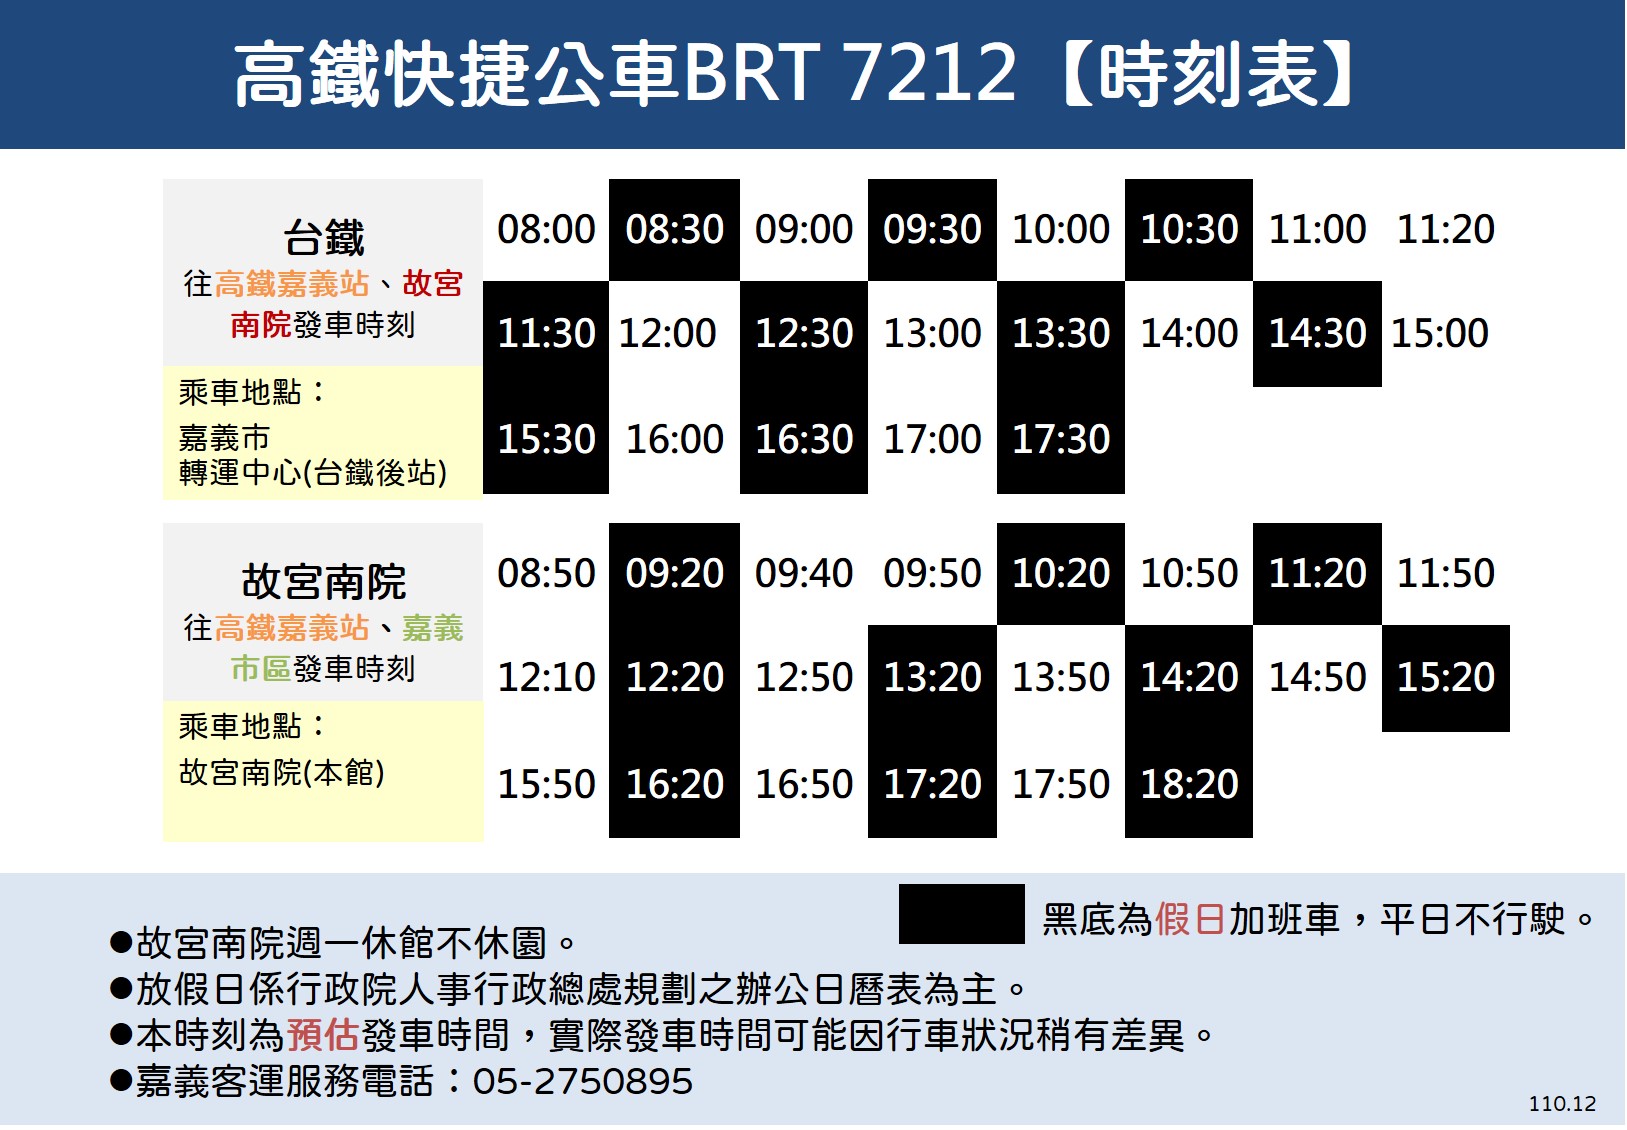 高鐵快捷公車BRT 7212【時刻表】
台鐵
往高鐵嘉義站、故宮
南院發車時刻
乘車地點：
嘉義市
轉運中心(台鐵後站)
08:00 08:30 09:00 09:30 10:00 10:30 11:00 11:20
11:30 12:00 12:30 13:00 13:30 14:00 14:30 15:00
15:30 16:00 16:30 17:00 17:30
故宮南院
往高鐵嘉義站、嘉義
市區發車時刻
乘車地點：
故宮南院(本館)
08:50 09:20 09:40 09:50 10:20 10:50 11:20 11:50
12:10 12:20 12:50 13:20 13:50 14:20 14:50 15:20
15:50 16:20 16:50 17:20 17:50 18:20
黑底為假日加班車，平日不行駛。
●故宮南院週一休館不休園。
●放假日係行政院人事行政總處規劃之辦公日曆表為主。
●本時刻為預估發車時間，實際發車時間可能因行車狀況稍有差異。
●嘉義客運服務電話：05-2750895
110.12